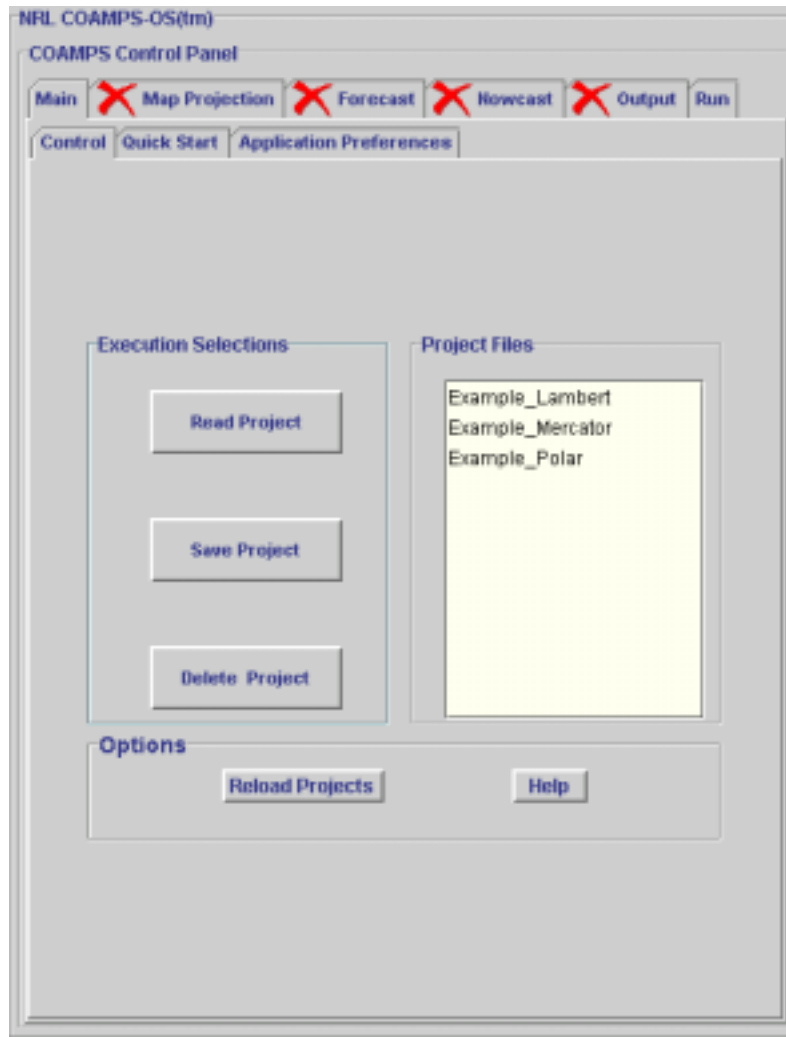 NRL COAMPS-OS(tm)
COAMPS Control Panel
Main Map Projection Forecast Nowcast Output Run
Control Quick Start Application Preferences
Execution Selections
Read Project
Save Project
Delete Project
Project Files
Example_Lambert
Example_Mercator
Example_Polar
Options
Reload Projects Help